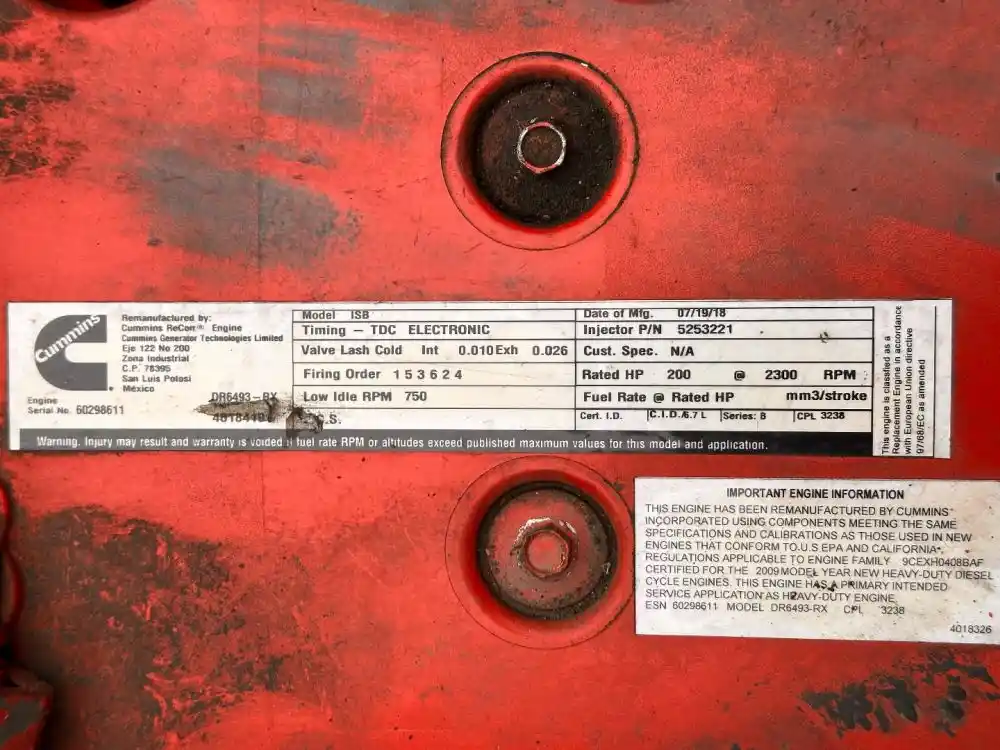 Cummins
Remanufactured by:
Cummins ReCon® Engine
Cummins Generator Technologies Limited
Eje 122 No 200
Zona Industrial
C.P. 78395
San Luis Potosi
México
Engine
Serial No. 60298611
DR6493-RX
C.S.
Model ISB
Timing — TDC ELECTRONIC
Valve Lash Cold Int 0.010 Exh 0.026
Firing Order 1 5 3 6 2 4
Low Idle RPM 750
Date of Mfg. 07/19/18
Injector P/N 5253221
Cust. Spec. N/A
Rated HP 200 @ 2300 RPM
Fuel Rate @ Rated HP mm3/stroke
Cert. I.D. C.I.D./6.7 L Series: B CPL 3238
This engine is classified as a
Replacement Engine in accordance
with European Union directive
97/68/EC as amended
Warning. Injury may result and warranty is voided if fuel rate RPM or altitudes exceed published maximum values for this model and application.
IMPORTANT ENGINE INFORMATION
THIS ENGINE HAS BEEN REMANUFACTURED BY CUMMINS
INCORPORATED USING COMPONENTS MEETING THE SAME
SPECIFICATIONS AND CALIBRATIONS AS THOSE USED IN NEW
ENGINES THAT CONFORM TO U.S EPA AND CALIFORNIA
REGULATIONS APPLICABLE TO ENGINE FAMILY 9CEXH0408BAF
CERTIFIED FOR THE 2009 MODEL YEAR NEW HEAVY-DUTY DIESEL
CYCLE ENGINES. THIS ENGINE HAS A PRIMARY INTENDED
SERVICE APPLICATION AS HEAVY-DUTY ENGINE
ESN 60298611 MODEL DR6493-RX CPL 3238
4018326